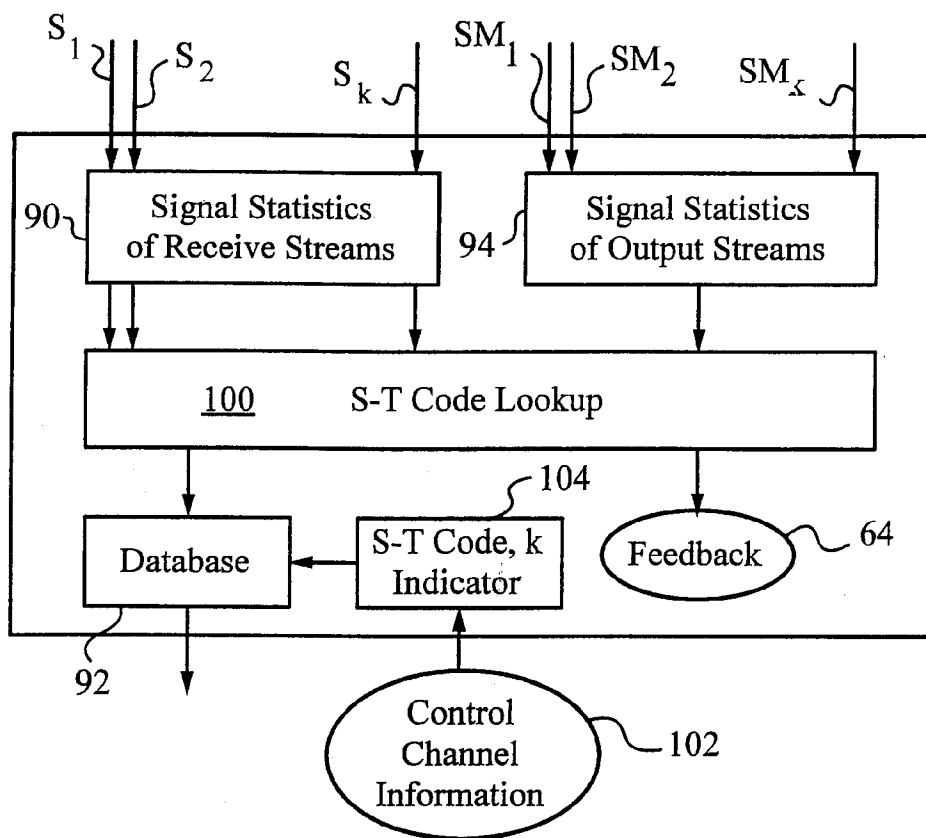 S1
S2
Sk
SM1
SM2
SMk
90
Signal Statistics
of Receive Streams
94
Signal Statistics
of Output Streams
100
S-T Code Lookup
104
Database
S-T Code, k
Indicator
Feedback
64
92
Control
Channel
Information
102